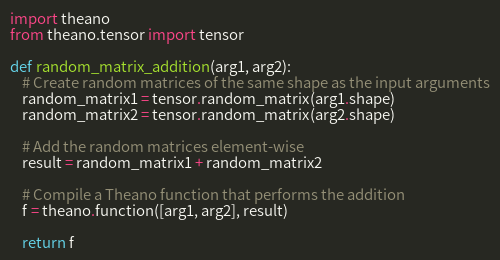 import theano
from theano.tensor import tensor
def random_matrix_addition(arg1, arg2):
# Create random matrices of the same shape as the input arguments
random_matrix1 = tensor.random_matrix(arg1.shape)
random_matrix2 = tensor.random_matrix(arg2.shape)
# Add the random matrices element-wise
result = random_matrix1 + random_matrix2
# Compile a Theano function that performs the addition
f = theano.function([arg1, arg2], result)
return f